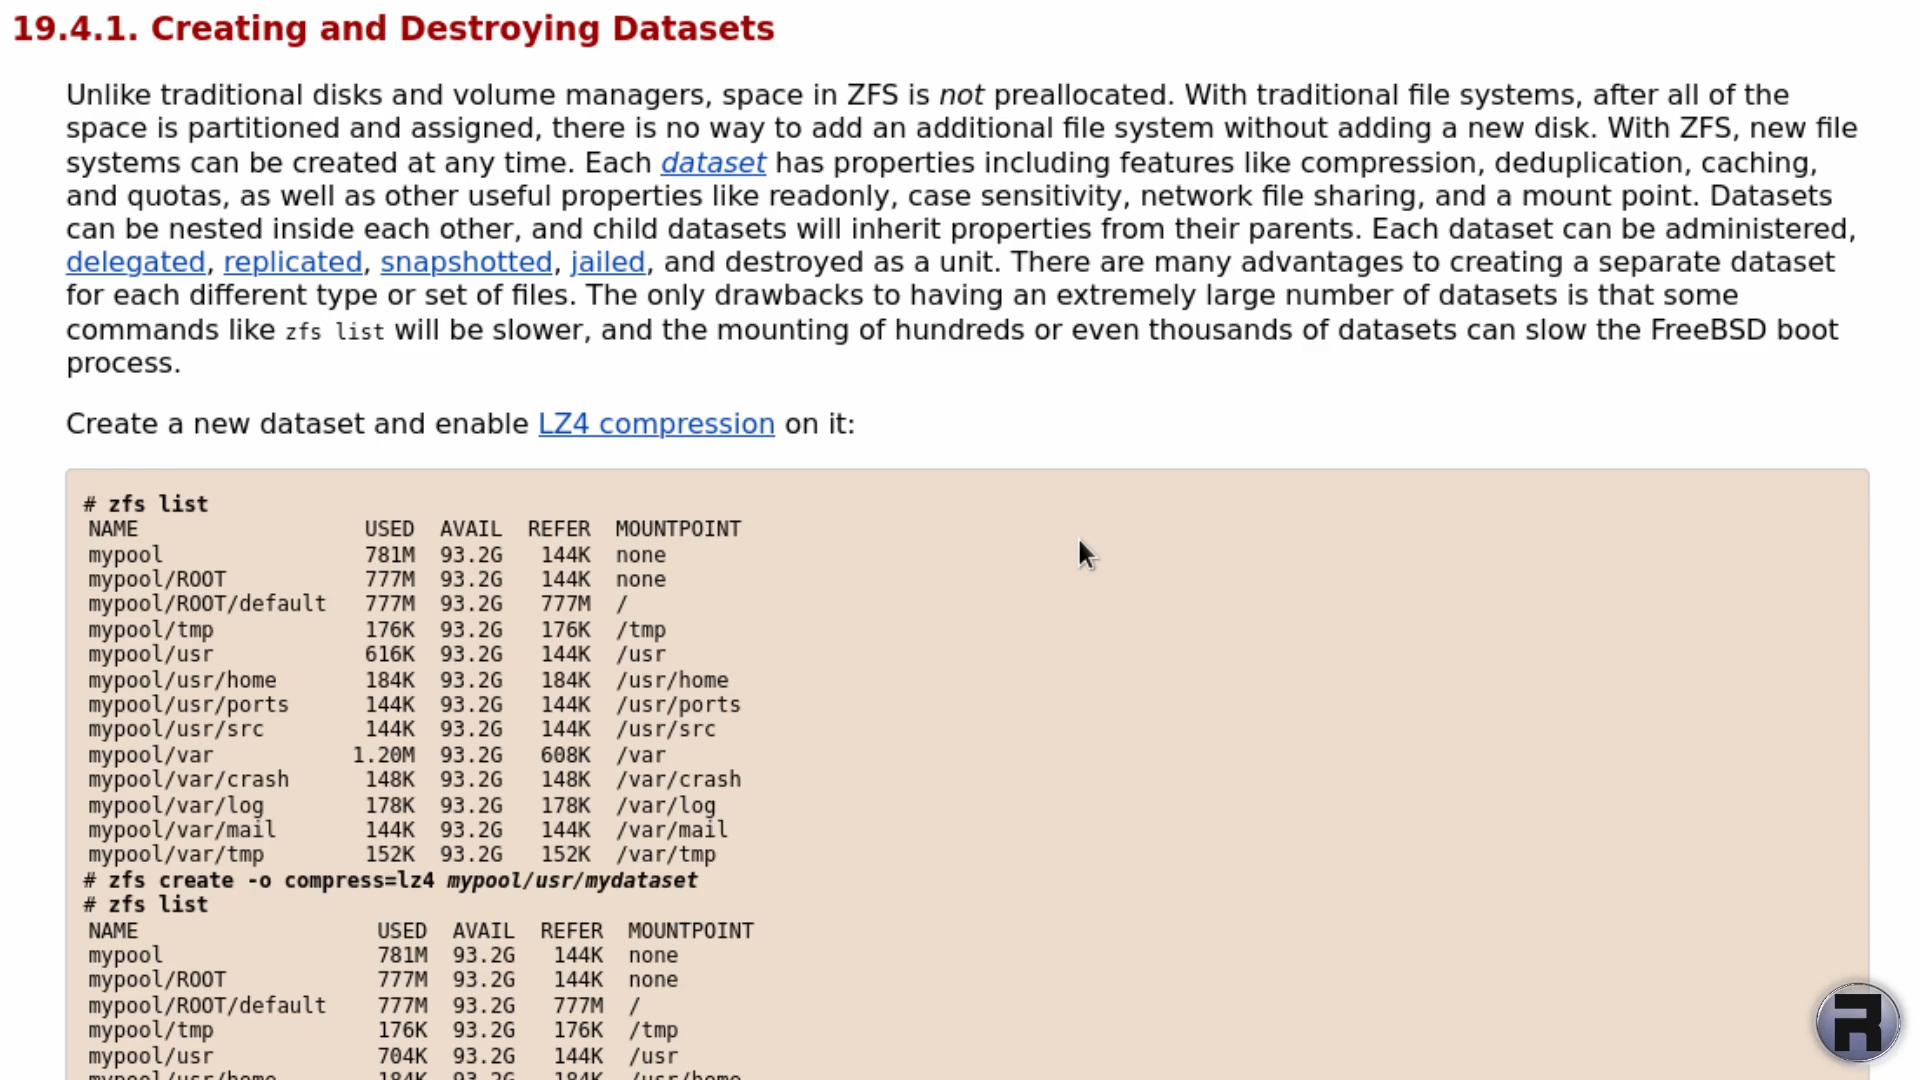 19.4.1. Creating and Destroying Datasets
Unlike traditional disks and volume managers, space in ZFS is not preallocated. With traditional file systems, after all of the
space is partitioned and assigned, there is no way to add an additional file system without adding a new disk. With ZFS, new file
systems can be created at any time. Each dataset has properties including features like compression, deduplication, caching,
and quotas, as well as other useful properties like readonly, case sensitivity, network file sharing, and a mount point. Datasets
can be nested inside each other, and child datasets will inherit properties from their parents. Each dataset can be administered,
delegated, replicated, snapshotted, jailed, and destroyed as a unit. There are many advantages to creating a separate dataset
for each different type or set of files. The only drawbacks to having an extremely large number of datasets is that some
commands like zfs list will be slower, and the mounting of hundreds or even thousands of datasets can slow the FreeBSD boot
process.
Create a new dataset and enable LZ4 compression on it:
# zfs list
NAME                  USED  AVAIL  REFER  MOUNTPOINT
mypool                781M  93.2G   144K  none
mypool/ROOT           777M  93.2G   144K  none
mypool/ROOT/default   777M  93.2G   777M  /
mypool/tmp            176K  93.2G   176K  /tmp
mypool/usr            616K  93.2G   144K  /usr
mypool/usr/home       184K  93.2G   184K  /usr/home
mypool/usr/ports      144K  93.2G   144K  /usr/ports
mypool/usr/src        144K  93.2G   144K  /usr/src
mypool/var           1.20M  93.2G   608K  /var
mypool/var/crash      148K  93.2G   148K  /var/crash
mypool/var/log        178K  93.2G   178K  /var/log
mypool/var/mail       144K  93.2G   144K  /var/mail
mypool/var/tmp        152K  93.2G   152K  /var/tmp
# zfs create -o compress=lz4 mypool/usr/mydataset
# zfs list
NAME                   USED  AVAIL  REFER  MOUNTPOINT
mypool                 781M  93.2G   144K  none
mypool/ROOT            777M  93.2G   144K  none
mypool/ROOT/default    777M  93.2G   777M  /
mypool/tmp             176K  93.2G   176K  /tmp
mypool/usr             704K  93.2G   144K  /usr
mypool/usr/home        184K  93.2G   184K  /usr/home
R